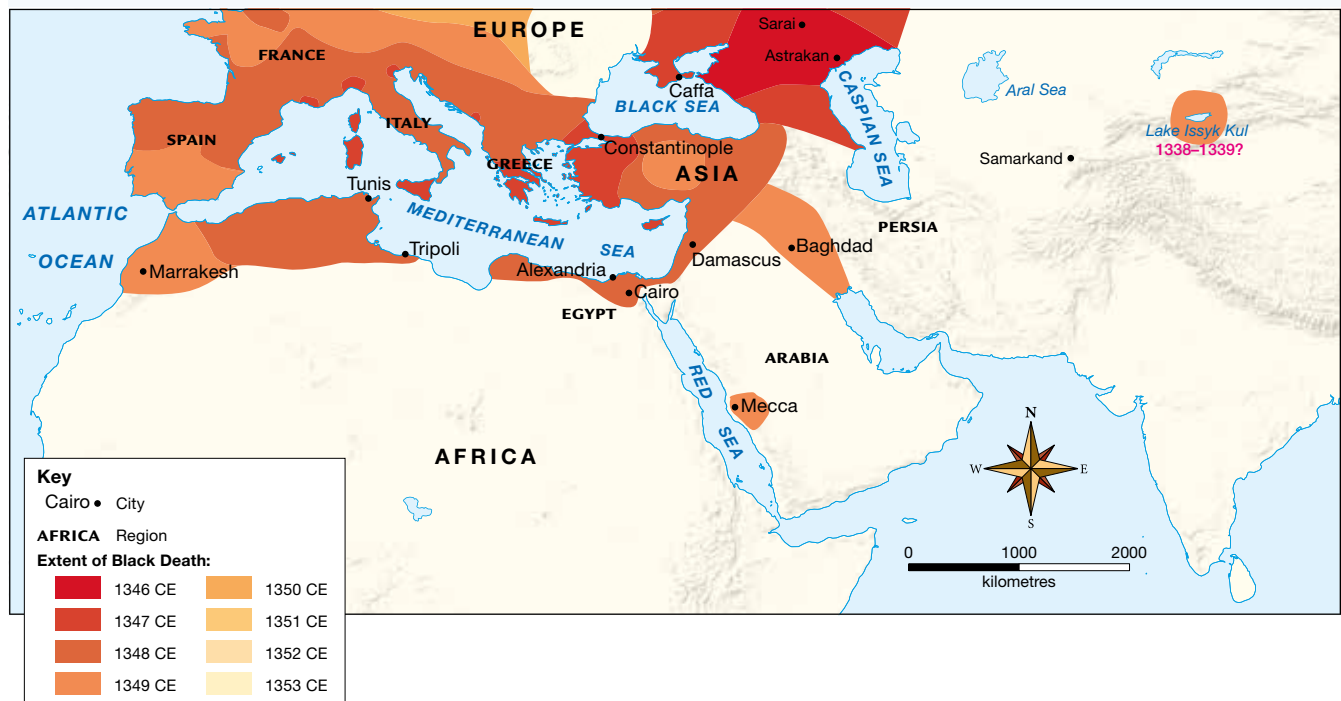 EUROPE
Sarai
FRANCE
Astrakan
Caffa
BLACK SEA
CASPIAN SEA
Aral Sea
ITALY
SPAIN
Constantinople
Lake Issyk Kul
1338–1339?
Samarkand
GREECE
ASIA
Tunis
ATLANTIC
OCEAN
MEDITERRANEAN
SEA
PERSIA
Tripoli
Baghdad
Damascus
Marrakesh
Alexandria
Cairo
EGYPT
ARABIA
RED
SEA
Mecca
AFRICA
N
W
E
S
0 1000 2000
kilometres
Key
Cairo City
AFRICA Region
Extent of Black Death:
1346 CE 1350 CE
1347 CE 1351 CE
1348 CE 1352 CE
1349 CE 1353 CE